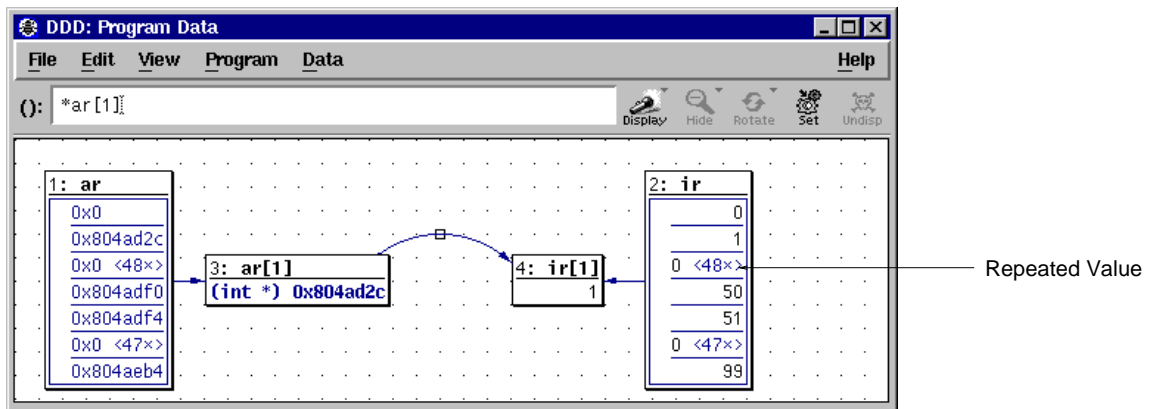 DDD: Program Data
File Edit View Program Data Help
(): *ar[1]
Display Hide Rotate Set Undisp
1: ar
0x0
0x804ad2c
0x0 <48×>
0x804adf0
0x804adf4
0x0 <47×>
0x804aeb4
3: ar[1]
(int *) 0x804ad2c
4: ir[1]
1
2: ir
0
1
0 <48×>
50
51
0 <47×>
99
Repeated Value